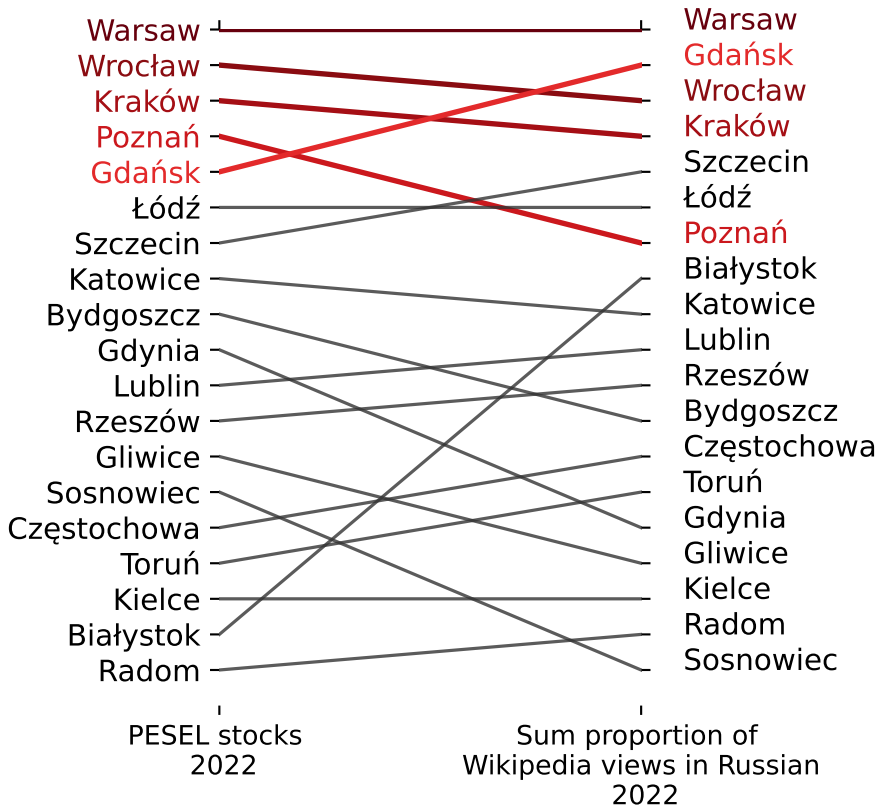 Warsaw
Wrocław
Kraków
Poznań
Gdańsk
Łódź
Szczecin
Katowice
Bydgoszcz
Gdynia
Lublin
Rzeszów
Gliwice
Sosnowiec
Częstochowa
Toruń
Kielce
Białystok
Radom
Warsaw
Gdańsk
Wrocław
Kraków
Szczecin
Łódź
Poznań
Białystok
Katowice
Lublin
Rzeszów
Bydgoszcz
Częstochowa
Toruń
Gdynia
Gliwice
Kielce
Radom
Sosnowiec
PESEL stocks
2022
Sum proportion of
Wikipedia views in Russian
2022